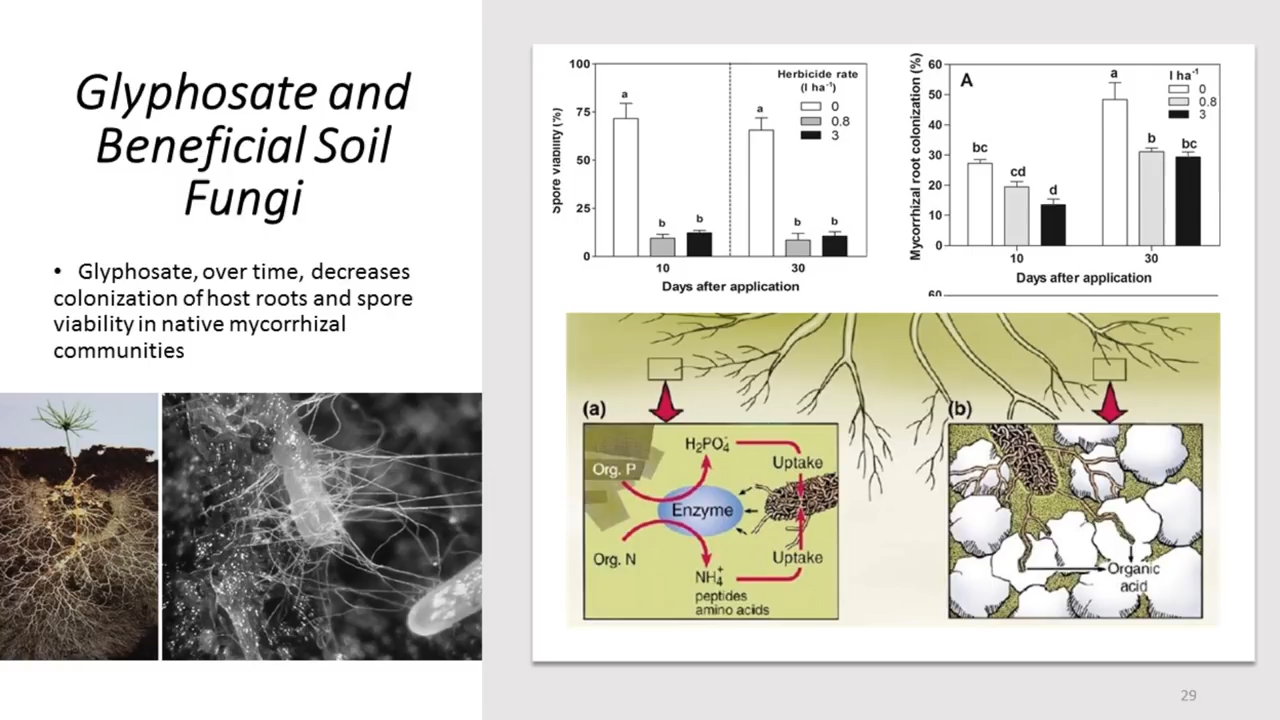 Glyphosate and
Beneficial Soil
Fungi
• Glyphosate, over time, decreases
colonization of host roots and spore
viability in native mycorrhizal
communities
Spore viability (%)
100
75
50
25
0
Herbicide rate
(l ha-1)
0
0.8
3
a
b
b
a
b
b
10
30
Days after application
Mycorrhizal root colonization (%)
60
50
40
30
20
10
0
A
l ha-1
0
0.8
3
bc
cd
d
a
b
bc
10
30
Days after application
60
(a)
Org. P
H2PO4-
Uptake
Enzyme
Org. N
Uptake
NH4+
peptides
amino acids
(b)
Organic
acid
29